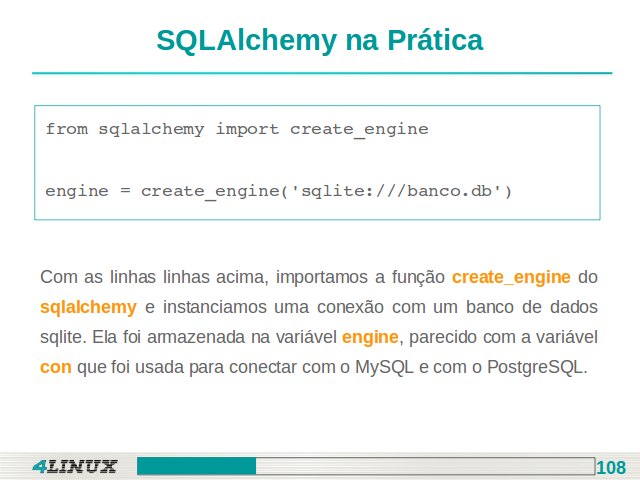 SQLAlchemy na Prática
from sqlalchemy import create_engine
engine = create_engine('sqlite:///banco.db')
Com as linhas linhas acima, importamos a função create_engine do
sqlalchemy e instanciamos uma conexão com um banco de dados
sqlite. Ela foi armazenada na variável engine, parecido com a variável
con que foi usada para conectar com o MySQL e com o PostgreSQL.
4LINUX
108